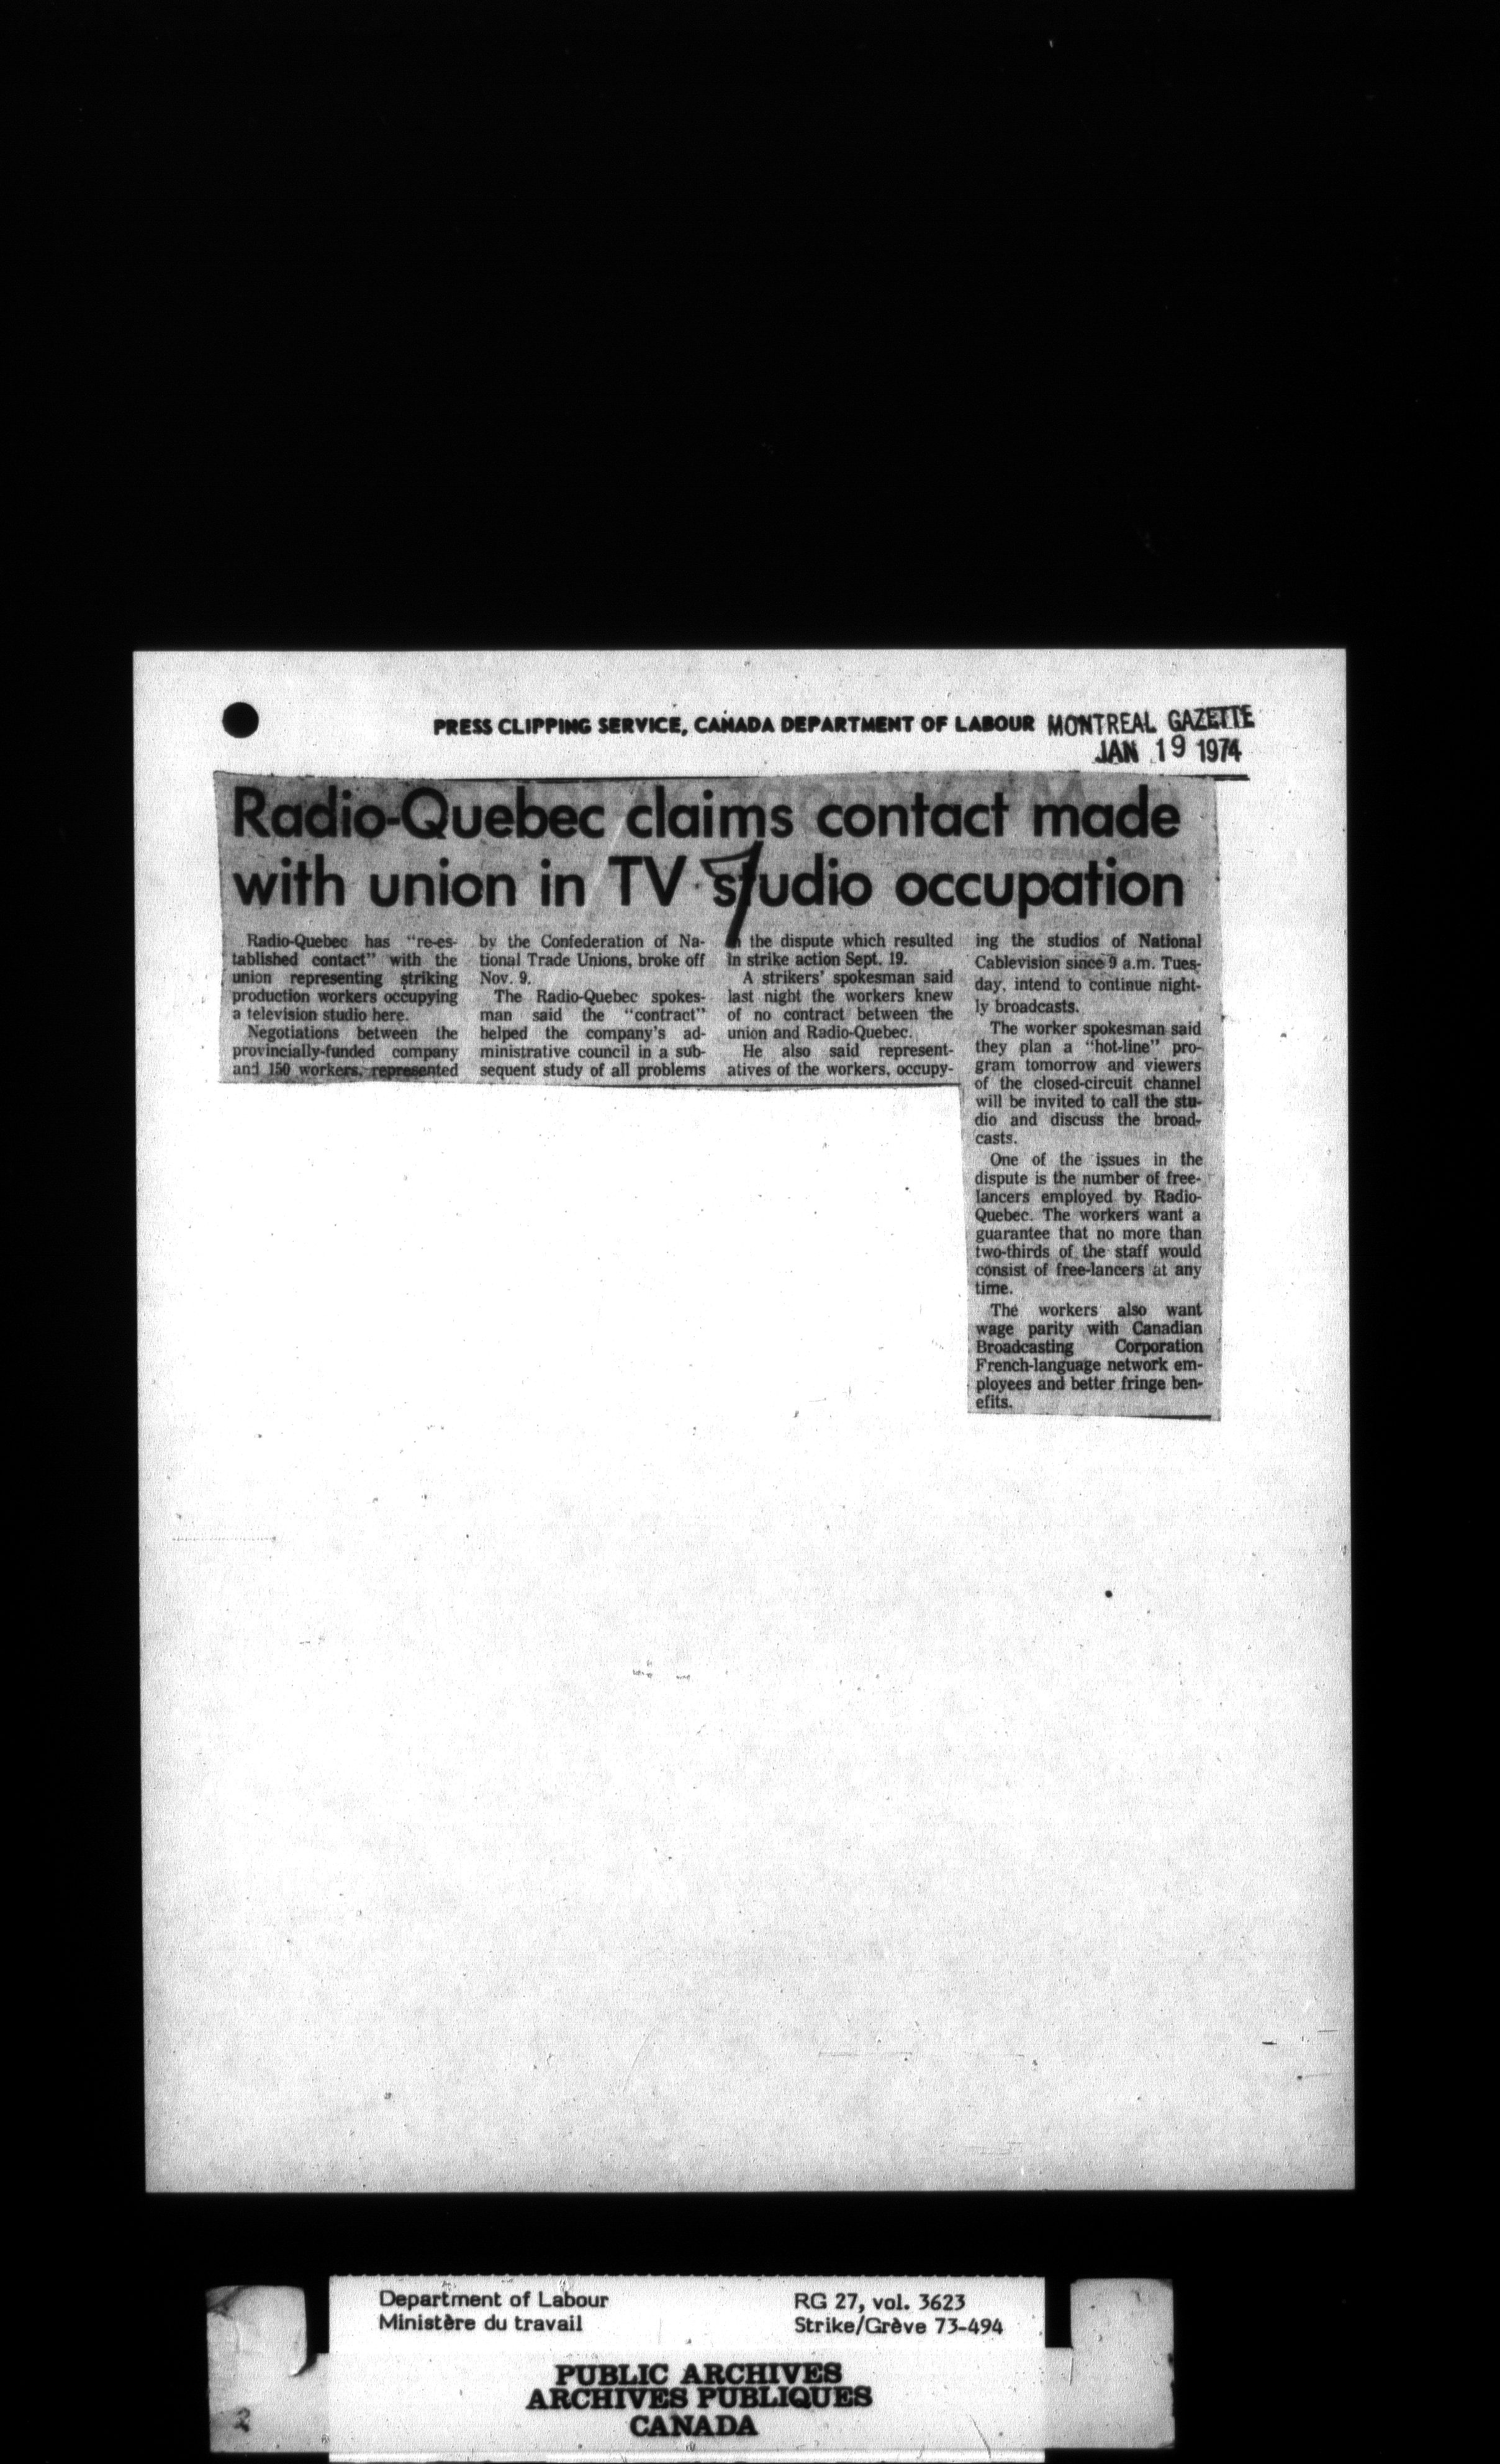 PRESS CLIPPING SERVICE, CANADA DEPARTMENT OF LABOUR MONTREAL GAZETTE
JAN 19 1974
Radio-Quebec claims contact made
with union in TV studio occupation
Radio-Quebec has "re-es-
tablished contact" with the
union representing striking
production workers occupying
a television studio here.
Negotiations between the
provincially-funded company
and 150 workers, represented
by the Confederation of Na-
tional Trade Unions, broke off
Nov. 9.
The Radio-Quebec spokes-
man said the "contract"
helped the company's ad-
ministrative council in a sub-
sequent study of all problems
the dispute which resulted
in strike action Sept. 19.
A strikers' spokesman said
last night the workers knew
of no contract between the
union and Radio-Quebec.
He also said represent-
atives of the workers, occupy-
ing the studios of National
Cablevision since 9 a.m. Tues-
day, intend to continue night-
ly broadcasts.
The worker spokesman said
they plan a "hot-line" pro-
gram tomorrow and viewers
of the closed-circuit channel
will be invited to call the stu-
dio and discuss the broad-
casts.
One of the issues in the
dispute is the number of free-
lancers employed by Radio-
Quebec. The workers want a
guarantee that no more than
two-thirds of the staff would
consist of free-lancers at any
time.
The workers also want
wage parity with Canadian
Broadcasting Corporation
French-language network em-
ployees and better fringe ben-
efits.
Department of Labour
Ministère du travail
RG 27, vol. 3623
Strike/Grève 73-494
PUBLIC ARCHIVES
ARCHIVES PUBLIQUES
CANADA
2